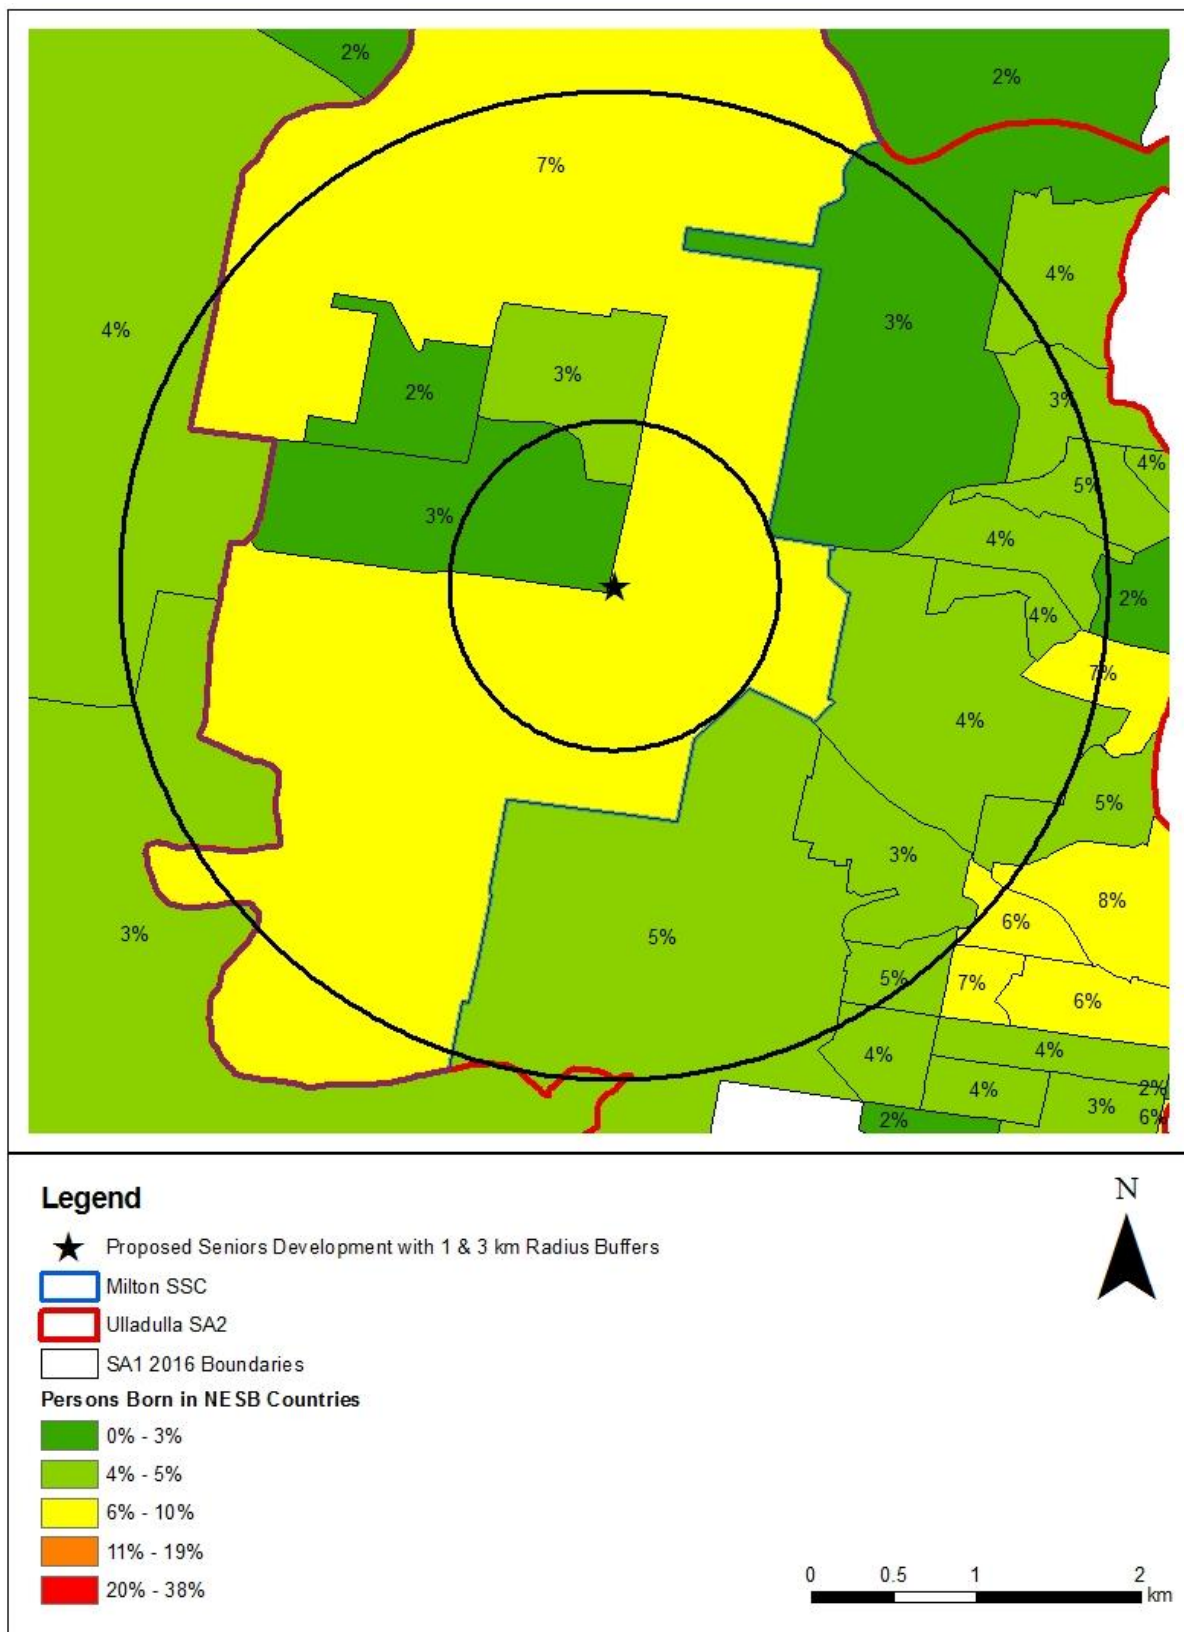 2%
2%
7%
4%
4%
3%
3%
2%
3%
3%
4%
5%
3%
4%
4%
2%
7%
4%
5%
3%
8%
6%
3%
5%
5%
7%
6%
4%
4%
4%
2%
3%
6%
2%
Legend
Proposed Seniors Development with 1 & 3 km Radius Buffers
Milton SSC
Ulladulla SA2
SA1 2016 Boundaries
Persons Born in NESB Countries
0% - 3%
4% - 5%
6% - 10%
11% - 19%
20% - 38%
N
0 0.5 1 2
km